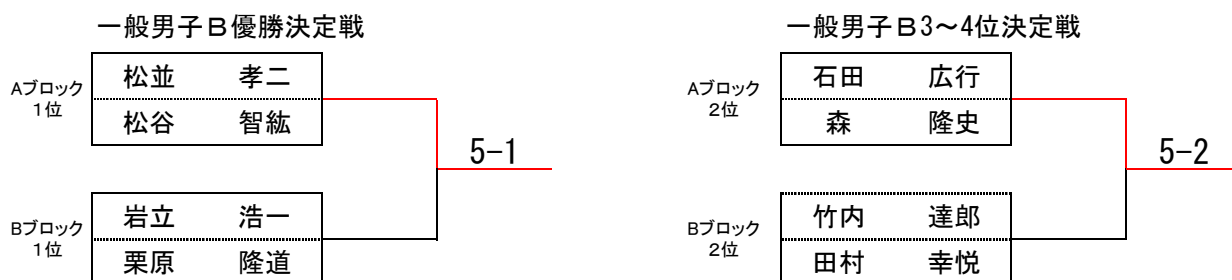 一般男子B優勝決定戦
Aブロック
1位
松並 孝二
松谷 智紘
5-1
Bブロック
1位
岩立 浩一
栗原 隆道
一般男子B3～4位決定戦
Aブロック
2位
石田 広行
森 隆史
5-2
Bブロック
2位
竹内 達郎
田村 幸悦